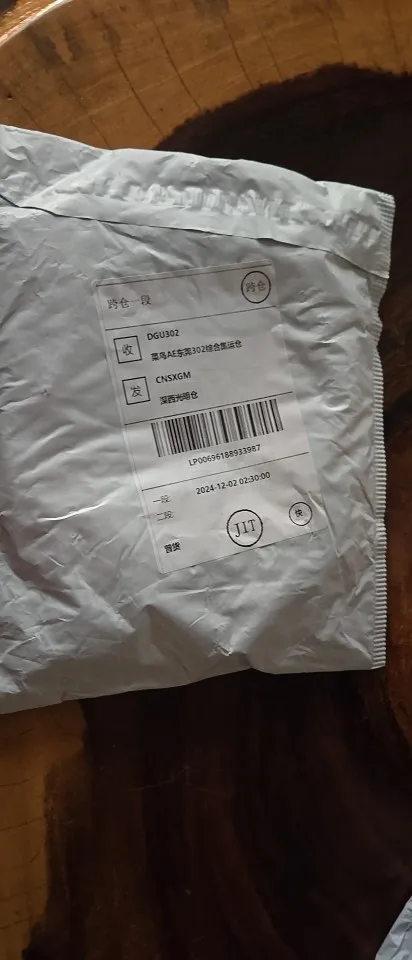 跨仓一段
跨仓
收
DGU302
菜鸟AE东莞302综合集运仓
发
CNSXGM
深西光明仓
LP00696188933987
一段:
2024-12-02 02:30:00
二段:
普货
JIT
快